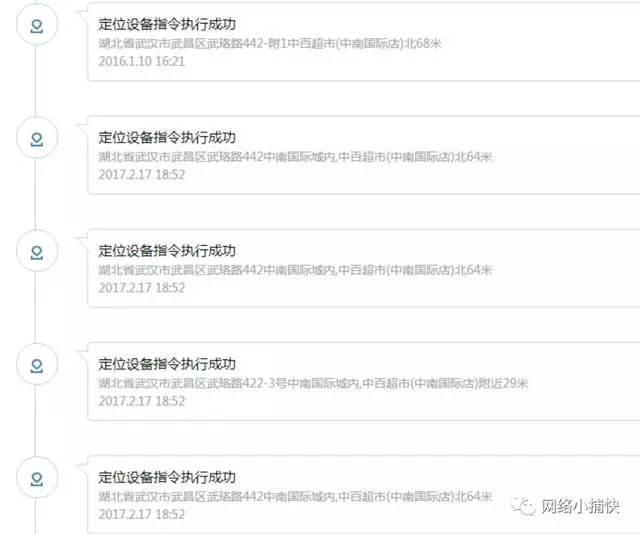 定位设备指令执行成功
湖北省武汉市武昌区武珞路442-附1中百超市(中南国际店)北68米
2016.1.10 16:21
定位设备指令执行成功
湖北省武汉市武昌区武珞路442中南国际城内,中百超市(中南国际店)北64米
2017.2.17 18:52
定位设备指令执行成功
湖北省武汉市武昌区武珞路442中南国际城内,中百超市(中南国际店)北64米
2017.2.17 18:52
定位设备指令执行成功
湖北省武汉市武昌区武珞路422-3号中南国际城内,中百超市(中南国际店)附近29米
2017.2.17 18:52
定位设备指令执行成功
湖北省武汉市武昌区武珞路442中南国际城内,中百超市(中南国际店)北64米
2017.2.17 18:52
网络小捕快